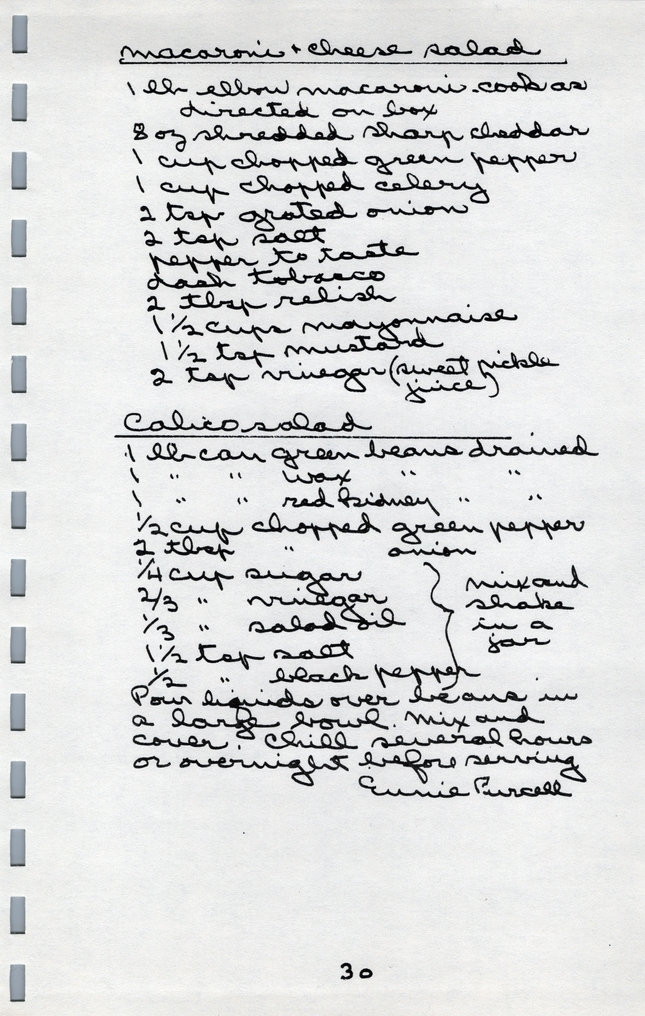 macaroni + cheese salad
1 lb elbow macaroni. cook as
directed on box
8 oz shredded sharp cheddar
1 cup chopped green pepper
1 cup chopped celery
2 tsp grated onion
2 tsp salt
pepper to taste
dash tobasco
2 tbsp relish
1 1/2 cups mayonnaise
1 1/2 tsp mustard
2 tsp vinegar (sweet pickle
juice)
Calico salad
1 lb can green beans drained
1 " " wax " "
1 " " red kidney " "
1/2 cup chopped green pepper
2 tbsp " onion
1/4 cup sugar } mix and
2/3 " vinegar shake
1/3 " salad oil in a
1 1/2 tsp salt jar
1/2 " black pepper
Pour liquids over beans in
a large bowl. Mix and
cover. Chill several hours
or overnight before serving
Eunie Purcell
30